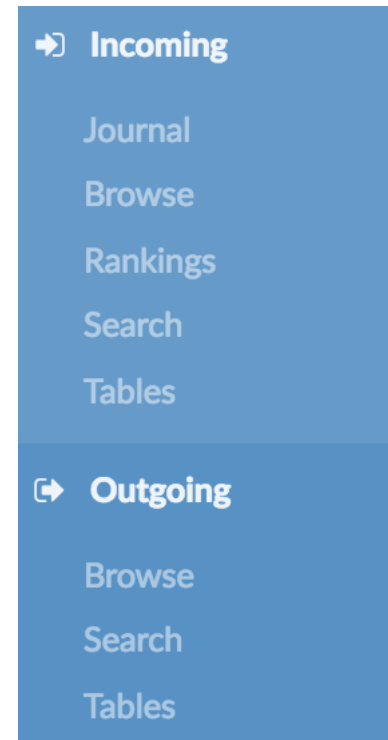 Incoming
Journal
Browse
Rankings
Search
Tables
Outgoing
Browse
Search
Tables